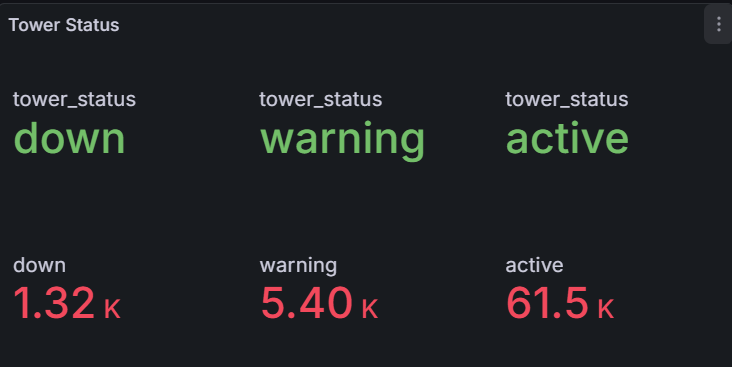 Tower Status
tower_status tower_status tower_status
down warning active
down warning active
1.32 K 5.40 K 61.5 K